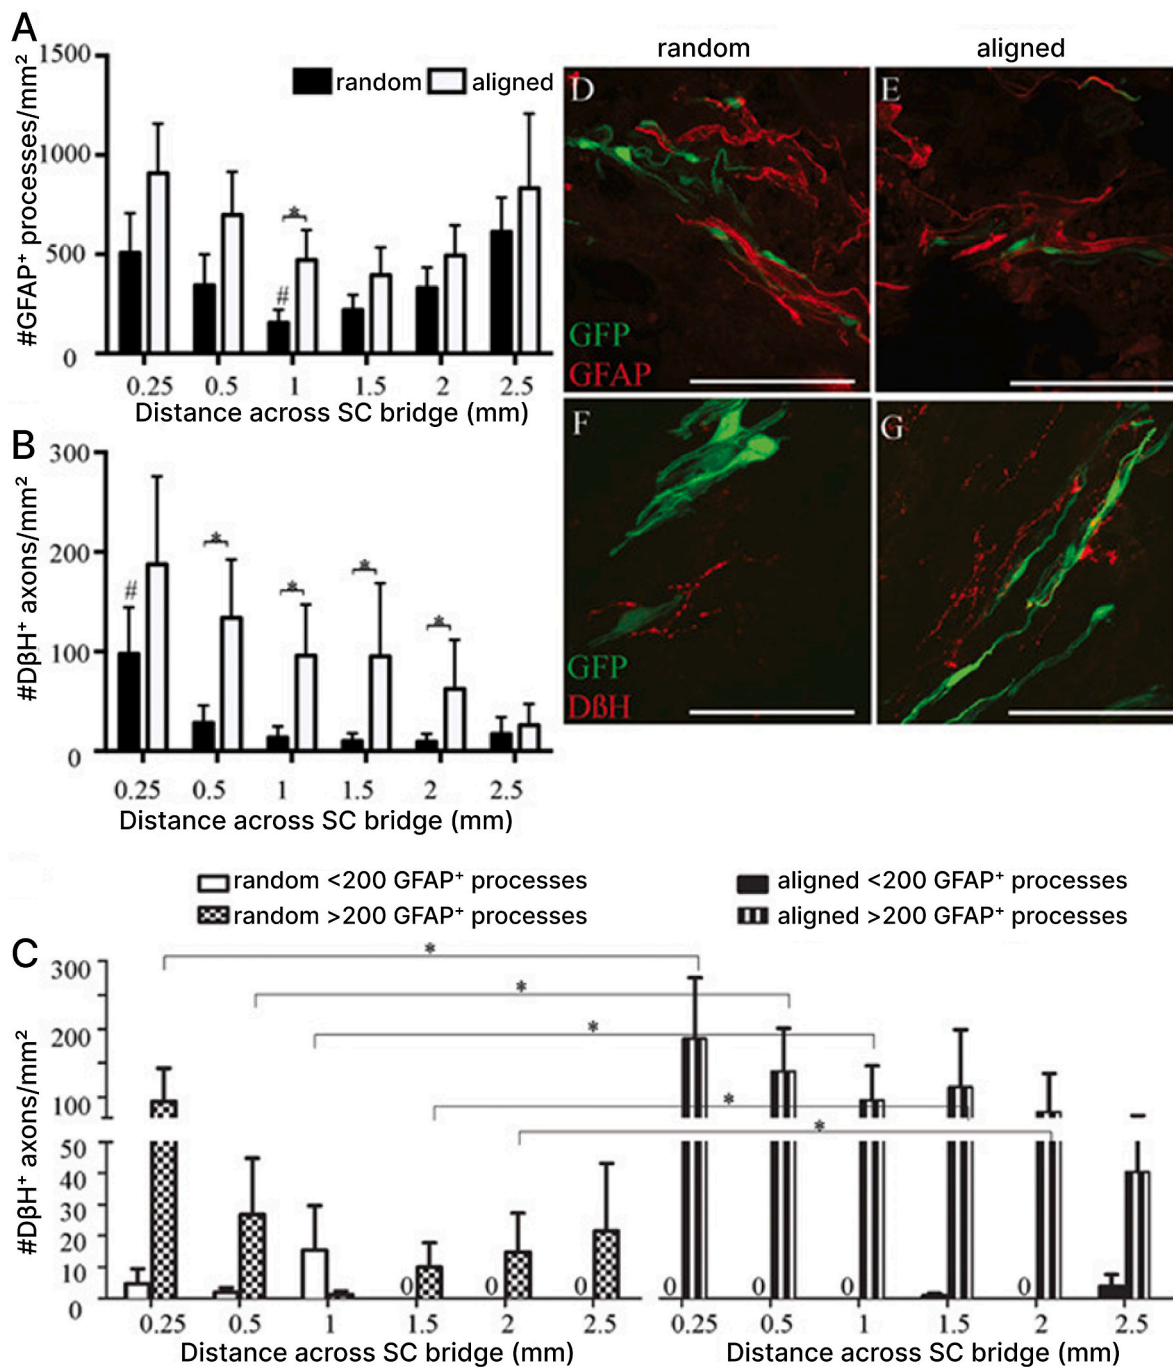 A
#GFAP⁺ processes/mm²
1500
1000
500
0
random aligned
*
#
0.25 0.5 1 1.5 2 2.5
Distance across SC bridge (mm)
random aligned
D
GFP
GFAP
E
B
#DβH⁺ axons/mm²
300
200
100
0
#
* * * *
0.25 0.5 1 1.5 2 2.5
Distance across SC bridge (mm)
F
GFP
DßH
G
random <200 GFAP⁺ processes
random >200 GFAP⁺ processes
aligned <200 GFAP⁺ processes
aligned >200 GFAP⁺ processes
C
#DβH⁺ axons/mm²
300
200
100
50
40
30
20
10
0
*
*
*
*
*
0 0 0 0 0 0 0
0.25 0.5 1 1.5 2 2.5
0.25 0.5 1 1.5 2 2.5
Distance across SC bridge (mm)
Distance across SC bridge (mm)